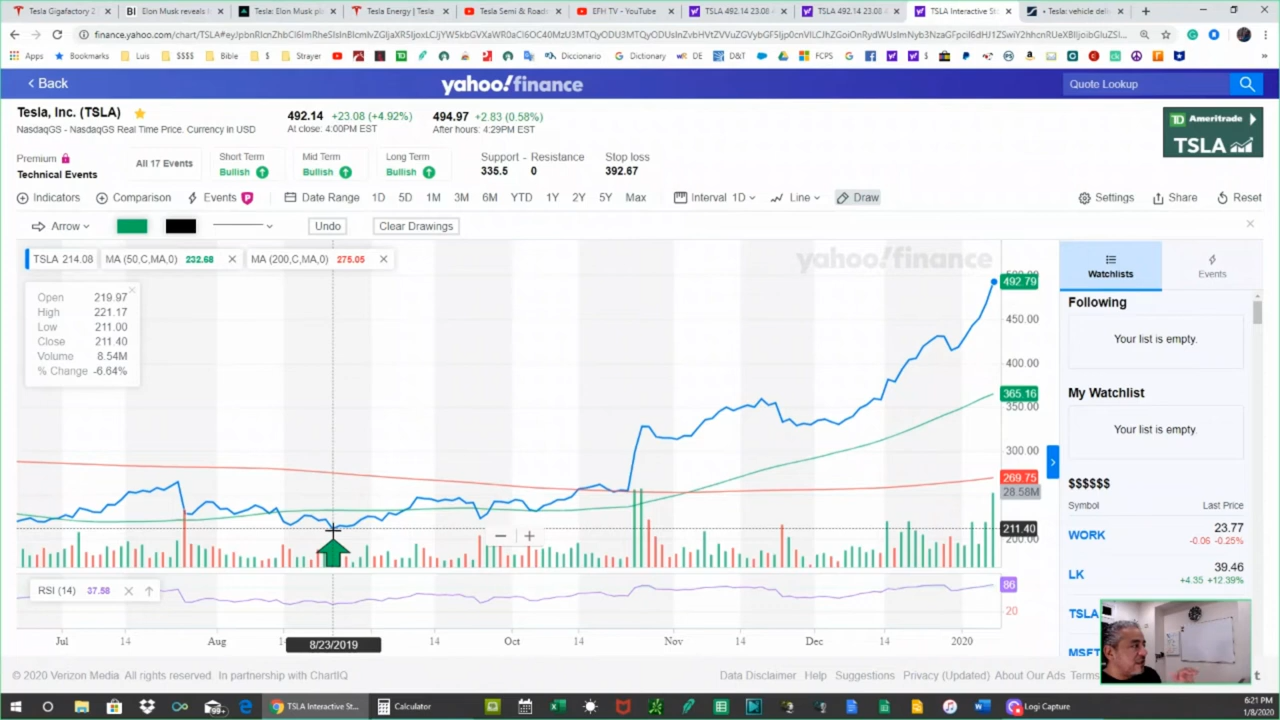 Tesla Gigafactory 2
Elon Musk reveals
Tesla: Elon Musk pl
Tesla Energy | Tesla
Tesla Semi & Roads
EFH TV - YouTube
TSLA 492.14 23.08
TSLA 492.14 23.08
TSLA Interactive St
• Tesla: vehicle deli
Apps
Bookmarks
Luis
$$$$
Bible
$
Strayer
Diccionario
Dictionary
DE
D&T
FCPS
Back
yahoo!finance
Quote Lookup
Tesla, Inc. (TSLA)
NasdaqGS - NasdaqGS Real Time Price. Currency in USD
492.14 +23.08 (+4.92%)
At close: 4:00PM EST
494.97 +2.83 (0.58%)
After hours: 4:29PM EST
TD Ameritrade
TSLA
Premium
Technical Events
All 17 Events
Short Term
Bullish
Mid Term
Bullish
Long Term
Bullish
Support - Resistance
335.5 0
Stop loss
392.67
Indicators
Comparison
Events
Date Range
1D 5D 1M 3M 6M YTD 1Y 2Y 5Y Max
Interval 1D
Line
Draw
Settings
Share
Reset
Arrow
Undo
Clear Drawings
TSLA 214.08
MA (50,C,MA,0) 232.68
MA (200,C,MA,0) 275.05
yahoo!finance
Open 219.97
High 221.17
Low 211.00
Close 211.40
Volume 8.54M
% Change -6.64%
500.00
492.79
450.00
400.00
365.16
350.00
300.00
269.75
28.58M
211.40
200.00
RSI (14) 37.58
86
20
Jul 14 Aug 8/23/2019 14 Oct 14 Nov 14 Dec 14 2020
Watchlists
Events
Following
Your list is empty.
My Watchlist
Your list is empty.
$$$$$$
Symbol Last Price
WORK 23.77
-0.06 -0.25%
LK 39.46
+4.35 +12.39%
TSLA
MSFT
© 2020 Verizon Media. All rights reserved. In partnership with ChartIQ
Data Disclaimer Help Suggestions Privacy (Updated) About Our Ads Terms
TSLA Interactive St...
Calculator
Logi Capture
6:21 PM
1/8/2020